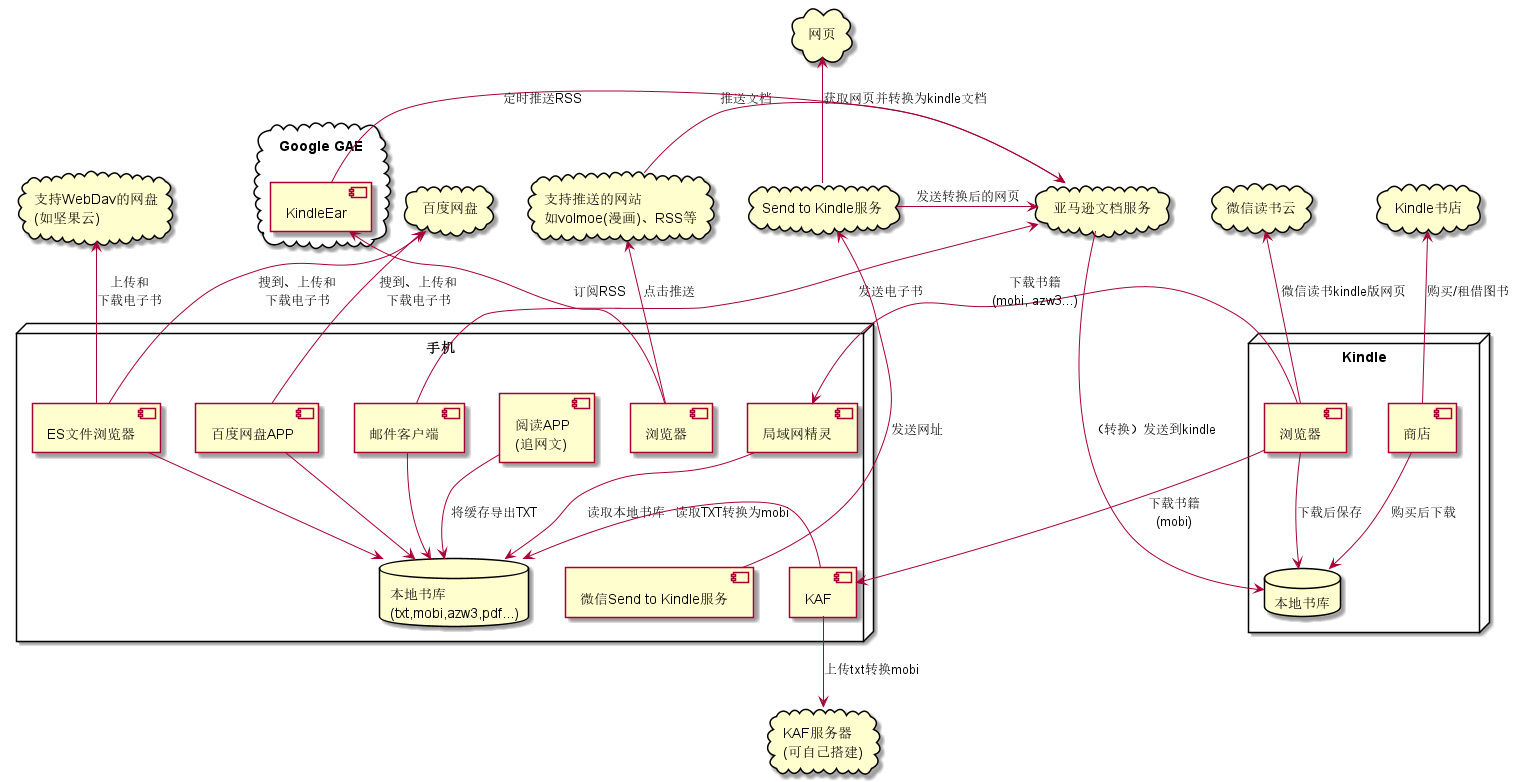 网页
定时推送RSS
推送文档
获取网页并转换为kindle文档
Google GAE
KindleEar
支持WebDav的网盘
(如坚果云)
百度网盘
支持推送的网站
如volmoe(漫画)、RSS等
Send to Kindle服务
发送转换后的网页
亚马逊文档服务
微信读书云
Kindle书店
上传和
下载电子书
搜到、上传和
下载电子书
搜到、上传和
下载电子书
订阅RSS
点击推送
发送电子书
下载书籍
(mobi, azw3...)
微信读书kindle版网页
购买/租借图书
手机
Kindle
ES文件浏览器
百度网盘APP
邮件客户端
阅读APP
(追网文)
浏览器
局域网精灵
发送网址
（转换）发送到kindle
浏览器
商店
将缓存导出TXT
读取本地书库
读取TXT转换为mobi
下载书籍
(mobi)
下载后保存
购买后下载
本地书库
(txt,mobi,azw3,pdf...)
微信Send to Kindle服务
KAF
本地书库
上传txt转换mobi
KAF服务器
(可自己搭建)